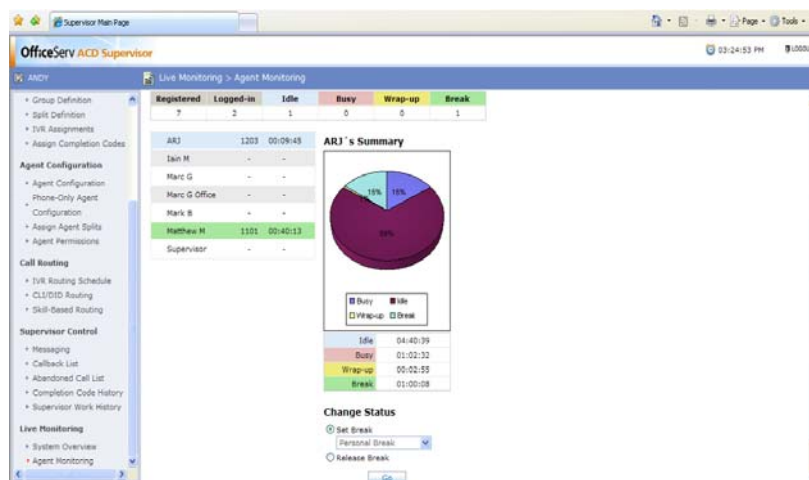 Supervisor Main Page
Page
Tools
OfficeServ ACD Supervisor
03:24:53 PM
ANDY
Live Monitoring > Agent Monitoring
Group Definition
Split Definition
IVR Assignments
Assign Completion Codes
Agent Configuration
Agent Configuration
Phone-Only Agent
Configuration
Assign Agent Splits
Agent Permissions
Call Routing
IVR Routing Schedule
CLI/DID Routing
Skill-Based Routing
Supervisor Control
Messaging
Callback List
Abandoned Call List
Completion Code History
Supervisor Work History
Live Monitoring
System Overview
Agent Monitoring
Registered Logged-in Idle Busy Wrap-up Break
7 2 1 0 0 1
ARJ 1203 00:09:45
Iain M - -
Marc G - -
Marc G Office - -
Mark B - -
Matthew M 1101 00:40:13
Supervisor - -
ARJ`s Summary
15% 15%
Busy Idle
Wrap-up Break
Idle 04:40:39
Busy 01:02:32
Wrap-up 00:02:55
Break 01:00:08
Change Status
Set Break
Personal Break
Release Break
Go